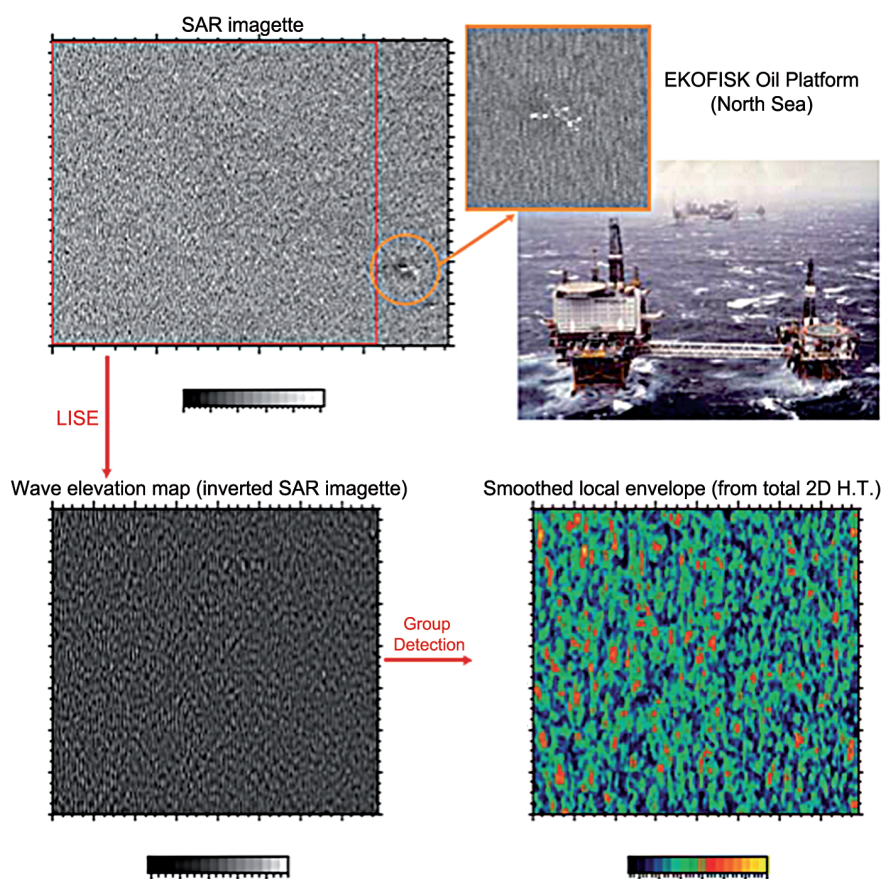 SAR imagette
EKOFISK Oil Platform
(North Sea)
LISE
Wave elevation map (inverted SAR imagette)
Smoothed local envelope (from total 2D H.T.)
Group
Detection